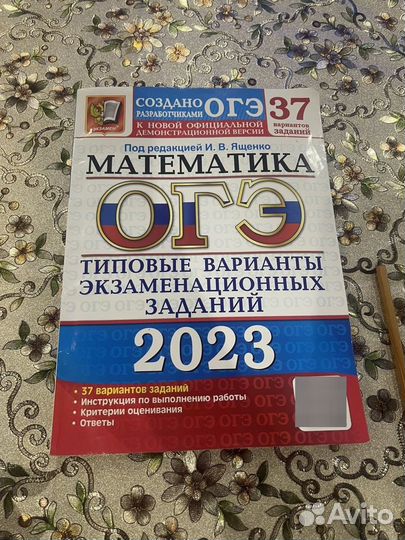 СОЗДАНО
РАЗРАБОТЧИКАМИ ОГЭ
К НОВОЙ ОФИЦИАЛЬНОЙ
ДЕМОНСТРАЦИОННОЙ ВЕРСИИ
37
вариантов
заданий
ЭКЗАМЕН
Под редакцией И. В. Ященко
МАТЕМАТИКА
ОГЭ
ТИПОВЫЕ ВАРИАНТЫ
ЭКЗАМЕНАЦИОННЫХ
ЗАДАНИЙ
2023
• 37 вариантов заданий
• Инструкция по выполнению работы
• Критерии оценивания
• Ответы
Avito